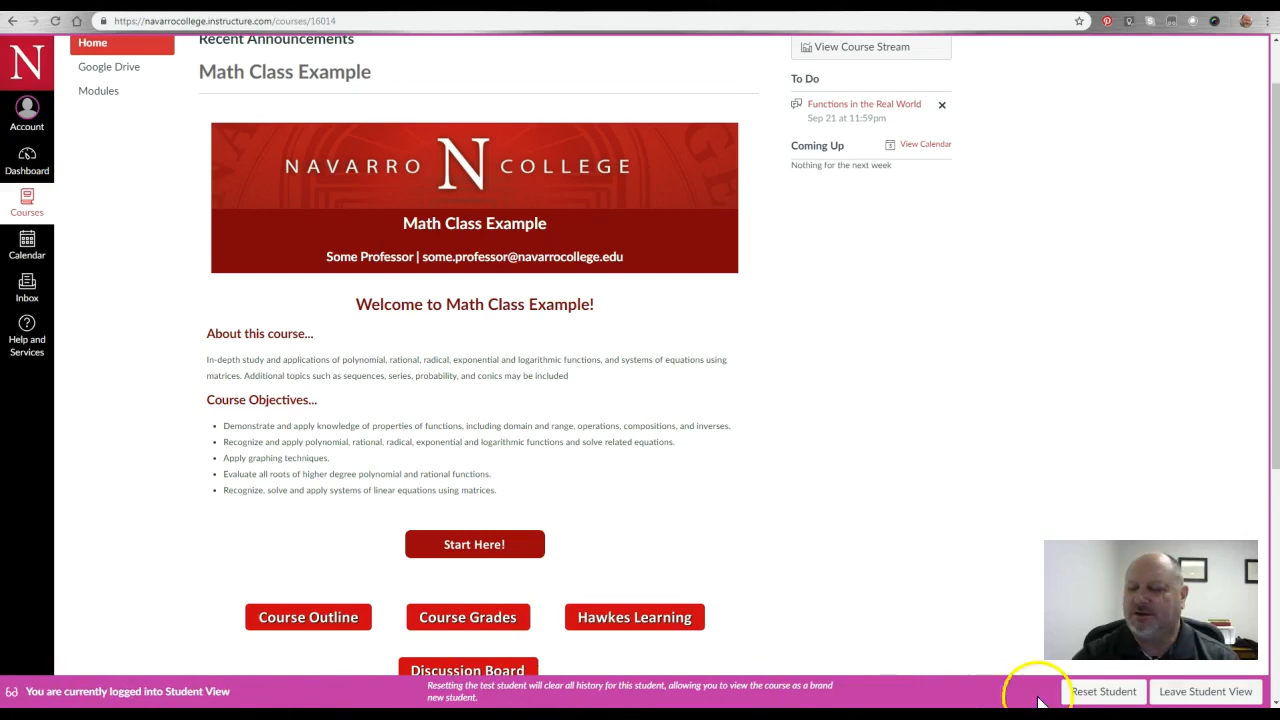 https://navarrocollege.instructure.com/courses/16014
Home
Google Drive
Modules
Account
Dashboard
Courses
Calendar
Inbox
Help and
Services
Recent Announcements
Math Class Example
NAVARRO N COLLEGE
Math Class Example
Some Professor | some.professor@navarrocollege.edu
Welcome to Math Class Example!
About this course...
In-depth study and applications of polynomial, rational, radical, exponential and logarithmic functions, and systems of equations using
matrices. Additional topics such as sequences, series, probability, and conics may be included
Course Objectives...
Demonstrate and apply knowledge of properties of functions, including domain and range, operations, compositions, and inverses.
Recognize and apply polynomial, rational, radical, exponential and logarithmic functions and solve related equations.
Apply graphing techniques.
Evaluate all roots of higher degree polynomial and rational functions.
Recognize, solve and apply systems of linear equations using matrices.
Start Here!
Course Outline
Course Grades
Hawkes Learning
Discussion Board
View Course Stream
To Do
Functions in the Real World
Sep 21 at 11:59pm
Coming Up
View Calendar
Nothing for the next week
You are currently logged into Student View
Resetting the test student will clear all history for this student, allowing you to view the course as a brand
new student.
Reset Student
Leave Student View
N